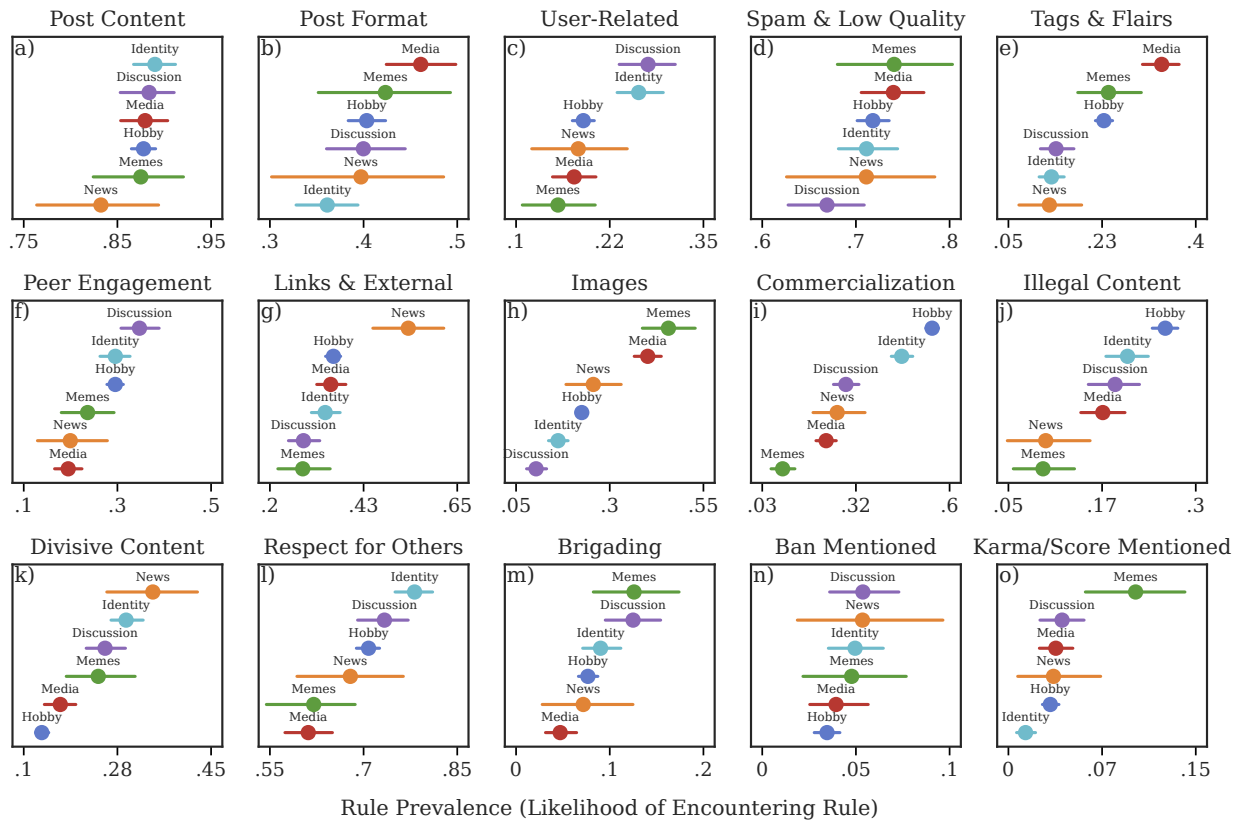 Post Content
a)
Identity
Discussion
Media
Hobby
Memes
News
.75 .85 .95
Post Format
b)
Media
Memes
Hobby
Discussion
News
Identity
.3 .4 .5
User-Related
c)
Discussion
Identity
Hobby
News
Media
Memes
.1 .22 .35
Spam & Low Quality
d)
Memes
Media
Hobby
Identity
News
Discussion
.6 .7 .8
Tags & Flairs
e)
Media
Memes
Hobby
Discussion
Identity
News
.05 .23 .4
Peer Engagement
f)
Discussion
Identity
Hobby
Memes
News
Media
.1 .3 .5
Links & External
g)
News
Hobby
Media
Identity
Discussion
Memes
.2 .43 .65
Images
h)
Memes
Media
News
Hobby
Identity
Discussion
.05 .3 .55
Commercialization
i)
Hobby
Identity
Discussion
News
Media
Memes
.03 .32 .6
Illegal Content
j)
Hobby
Identity
Discussion
Media
News
Memes
.05 .17 .3
Divisive Content
k)
News
Identity
Discussion
Memes
Media
Hobby
.1 .28 .45
Respect for Others
l)
Identity
Discussion
Hobby
News
Memes
Media
.55 .7 .85
Brigading
m)
Memes
Discussion
Identity
Hobby
News
Media
0 .1 .2
Ban Mentioned
n)
Discussion
News
Identity
Memes
Media
Hobby
0 .05 .1
Karma/Score Mentioned
o)
Memes
Discussion
Media
News
Hobby
Identity
0 .07 .15
Rule Prevalence (Likelihood of Encountering Rule)